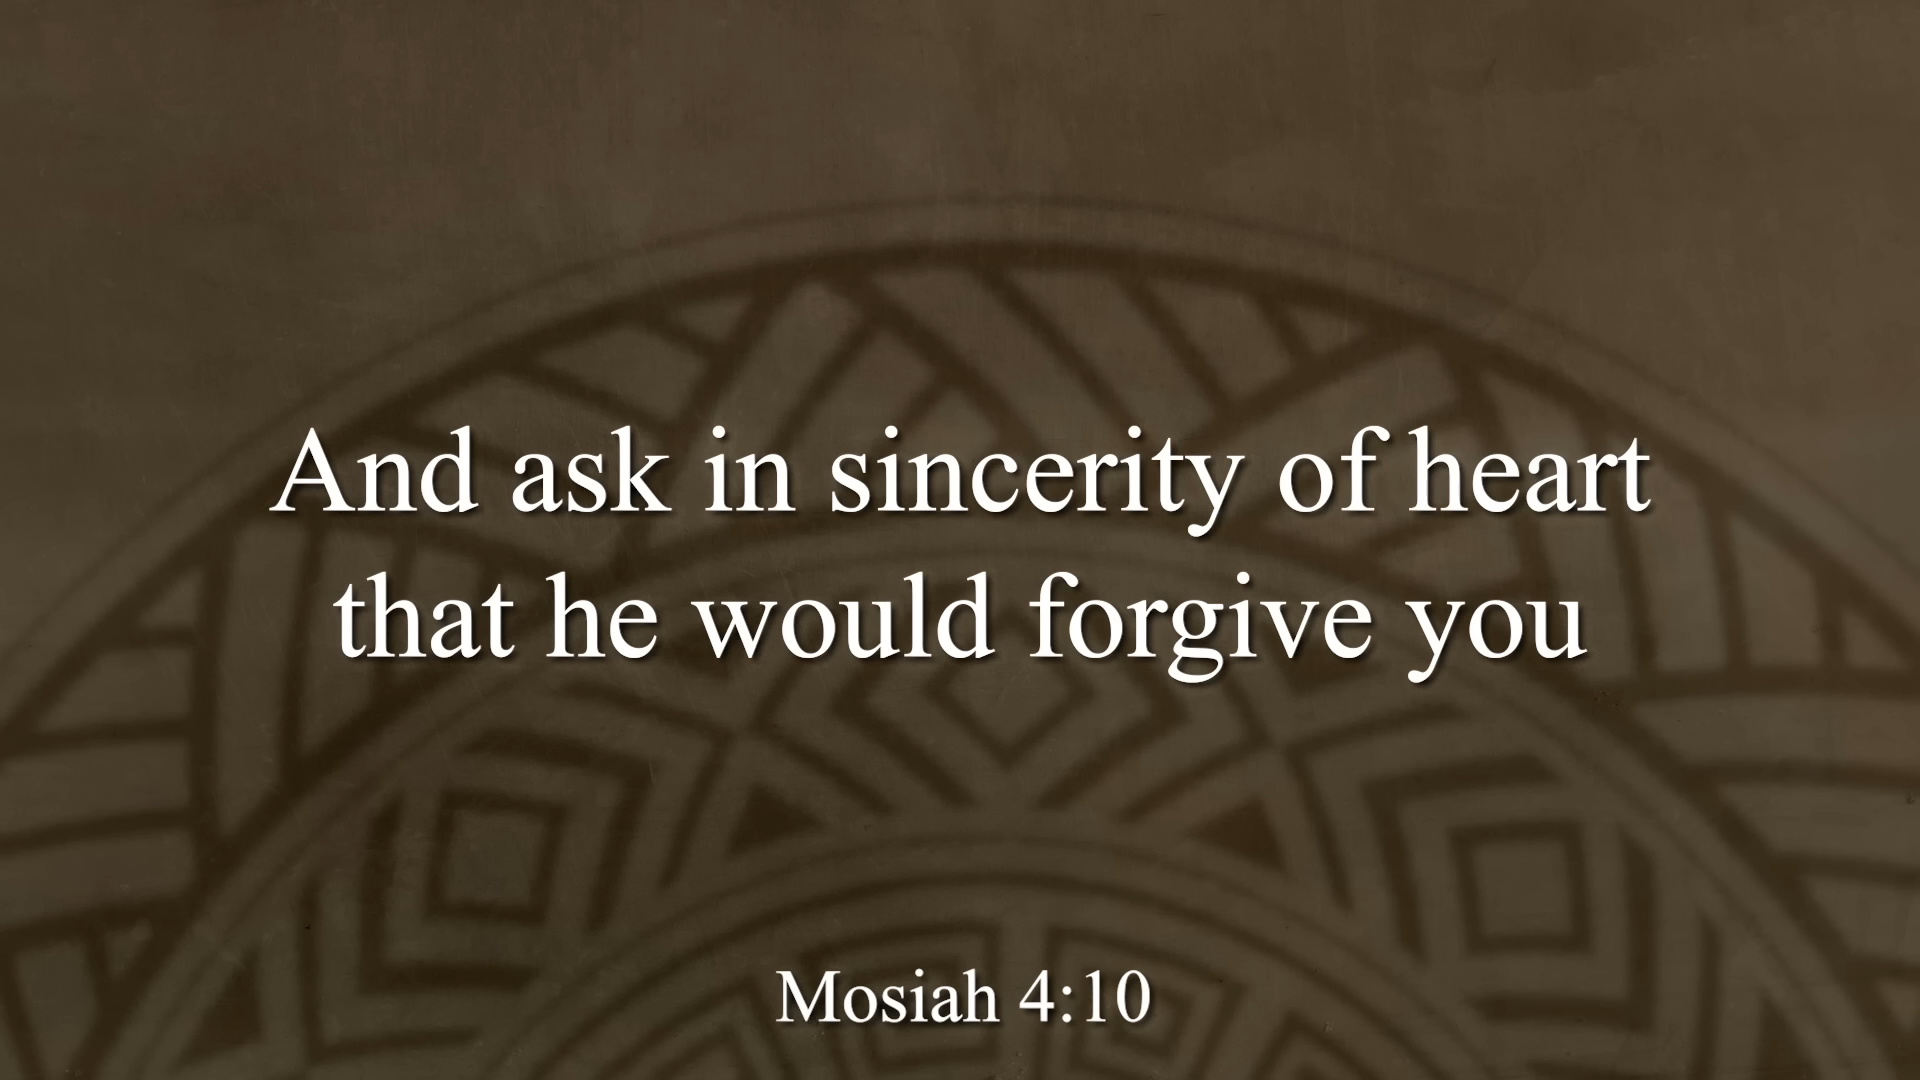 And ask in sincerity of heart
that he would forgive you
Mosiah 4:10